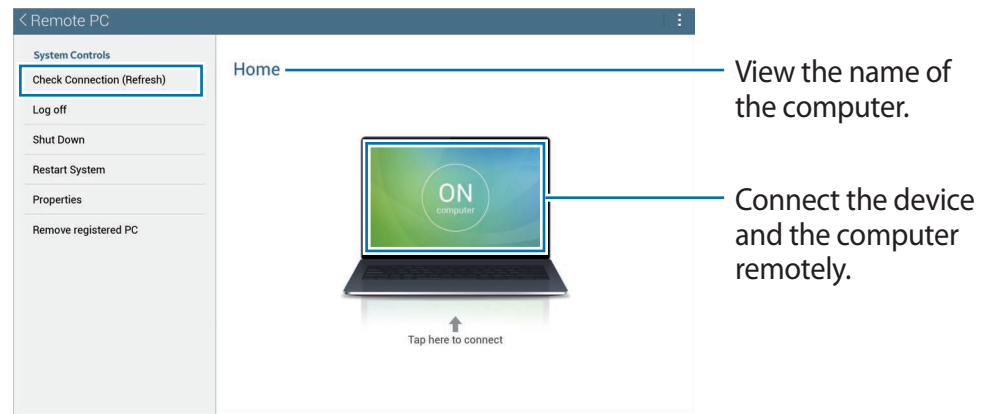 Remote PC
System Controls
Check Connection (Refresh)
Log off
Shut Down
Restart System
Properties
Remove registered PC
Home
ON
computer
Tap here to connect
View the name of
the computer.
Connect the device
and the computer
remotely.